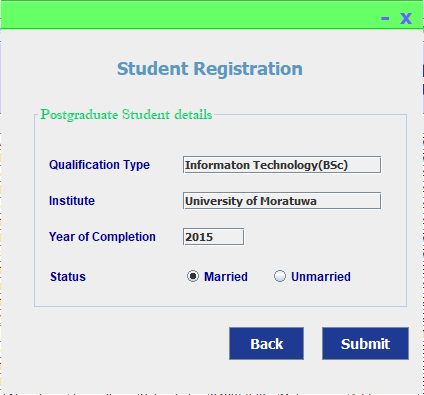 - X
Student Registration
Postgraduate Student details
Qualification Type Informaton Technology(BSc)
Institute University of Moratuwa
Year of Completion 2015
Status Married Unmarried
Back Submit